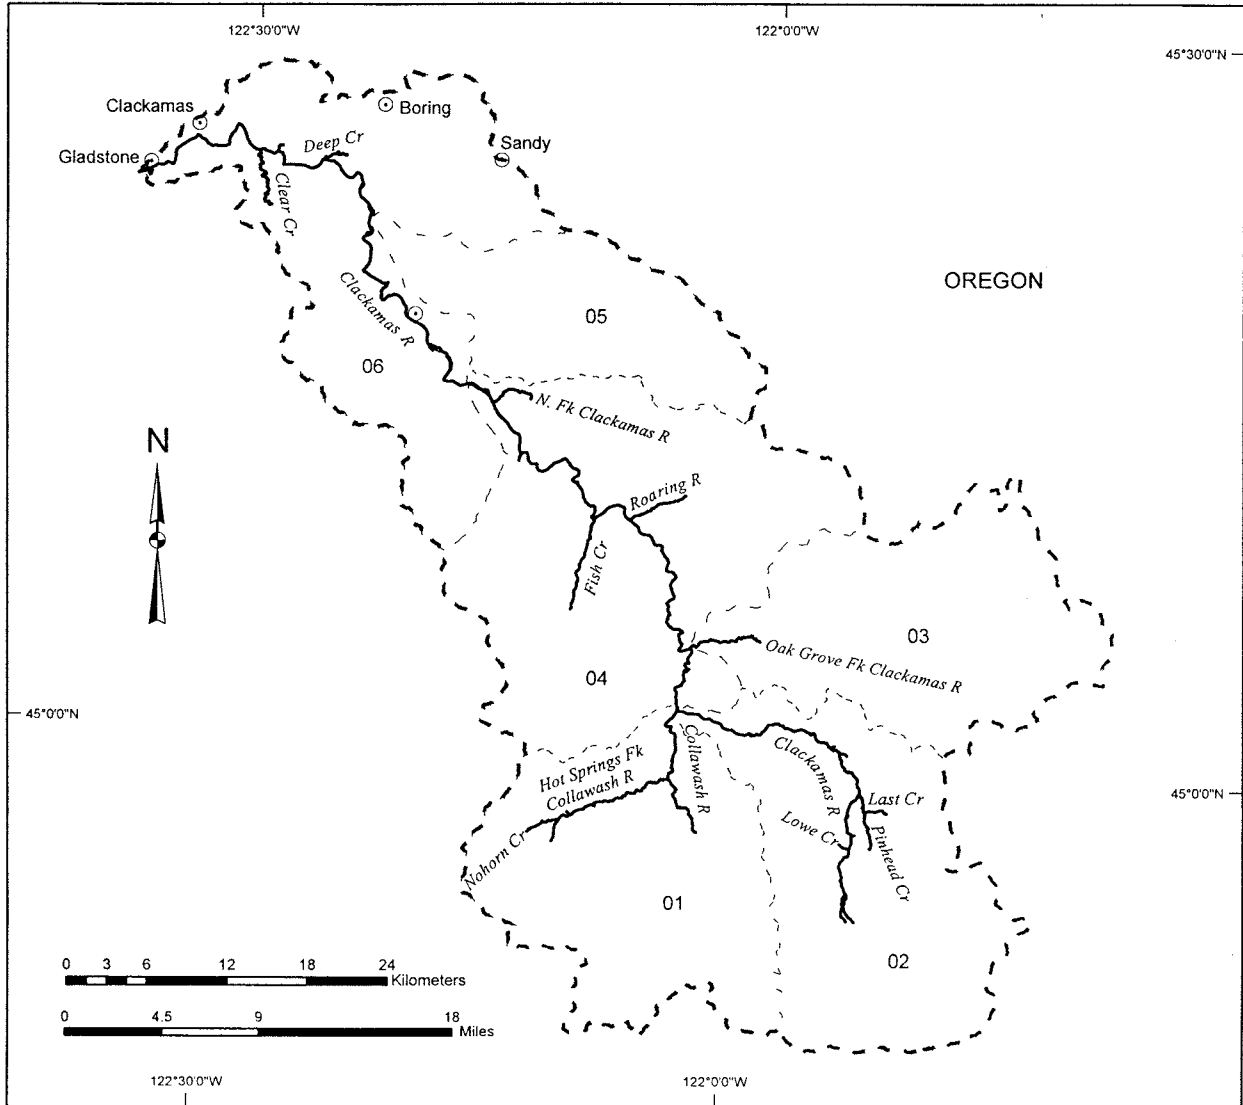 122°30'0"W
122°0'0"W
45°30'0"N
Clackamas
Boring
Gladstone
Deep Cr
Sandy
Clear Cr
Clackamas R
OREGON
05
06
N. Fk Clackamas R
N
Roaring R
Fish Cr
03
Oak Grove Fk Clackamas R
04
45°0'0"N
Hot Springs Fk
Collawash R
Collawash R
Clackamas R
Last Cr
45°0'0"N
Lowe Cr
Pinhead Cr
Nohorn Cr
01
02
0 3 6 12 18 24
Kilometers
0 4.5 9 18
Miles
122°30'0"W
122°0'0"W